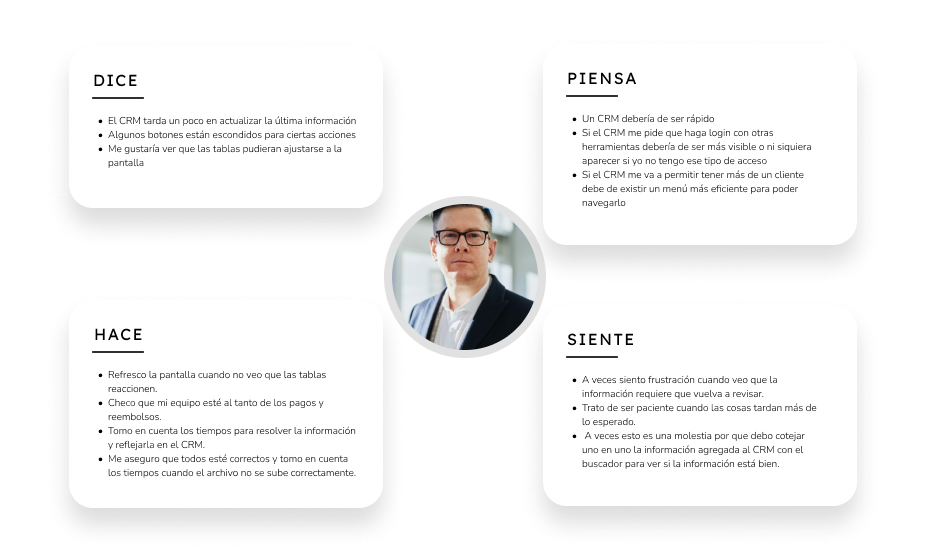 DICE
• El CRM tarda un poco en actualizar la última información
• Algunos botones están escondidos para ciertas acciones
• Me gustaría ver que las tablas pudieran ajustarse a la
pantalla
PIENSA
• Un CRM debería de ser rápido
• Si el CRM me pide que haga login con otras
herramientas debería de ser más visible o ni siquiera
aparecer si yo no tengo ese tipo de acceso
• Si el CRM me va a permitir tener más de un cliente
debe de existir un menú más eficiente para poder
navegarlo
HACE
• Refresco la pantalla cuando no veo que las tablas
reaccionen.
• Checo que mi equipo esté al tanto de los pagos y
reembolsos.
• Tomo en cuenta los tiempos para resolver la información
y reflejarla en el CRM.
• Me aseguro que todos esté correctos y tomo en cuenta
los tiempos cuando el archivo no se sube correctamente.
SIENTE
• A veces siento frustración cuando veo que la
información requiere que vuelva a revisar.
• Trato de ser paciente cuando las cosas tardan más de
lo esperado.
• A veces esto es una molestia por que debo cotejar
uno en uno la información agregada al CRM con el
buscador para ver si la información está bien.